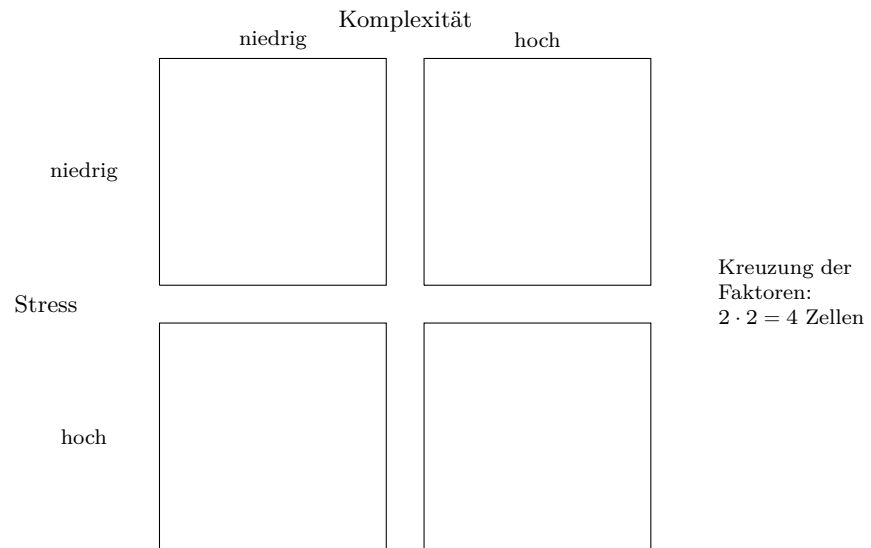 Komplexität
niedrig
hoch
niedrig
Kreuzung der
Faktoren:
2 · 2 = 4 Zellen
Stress
hoch